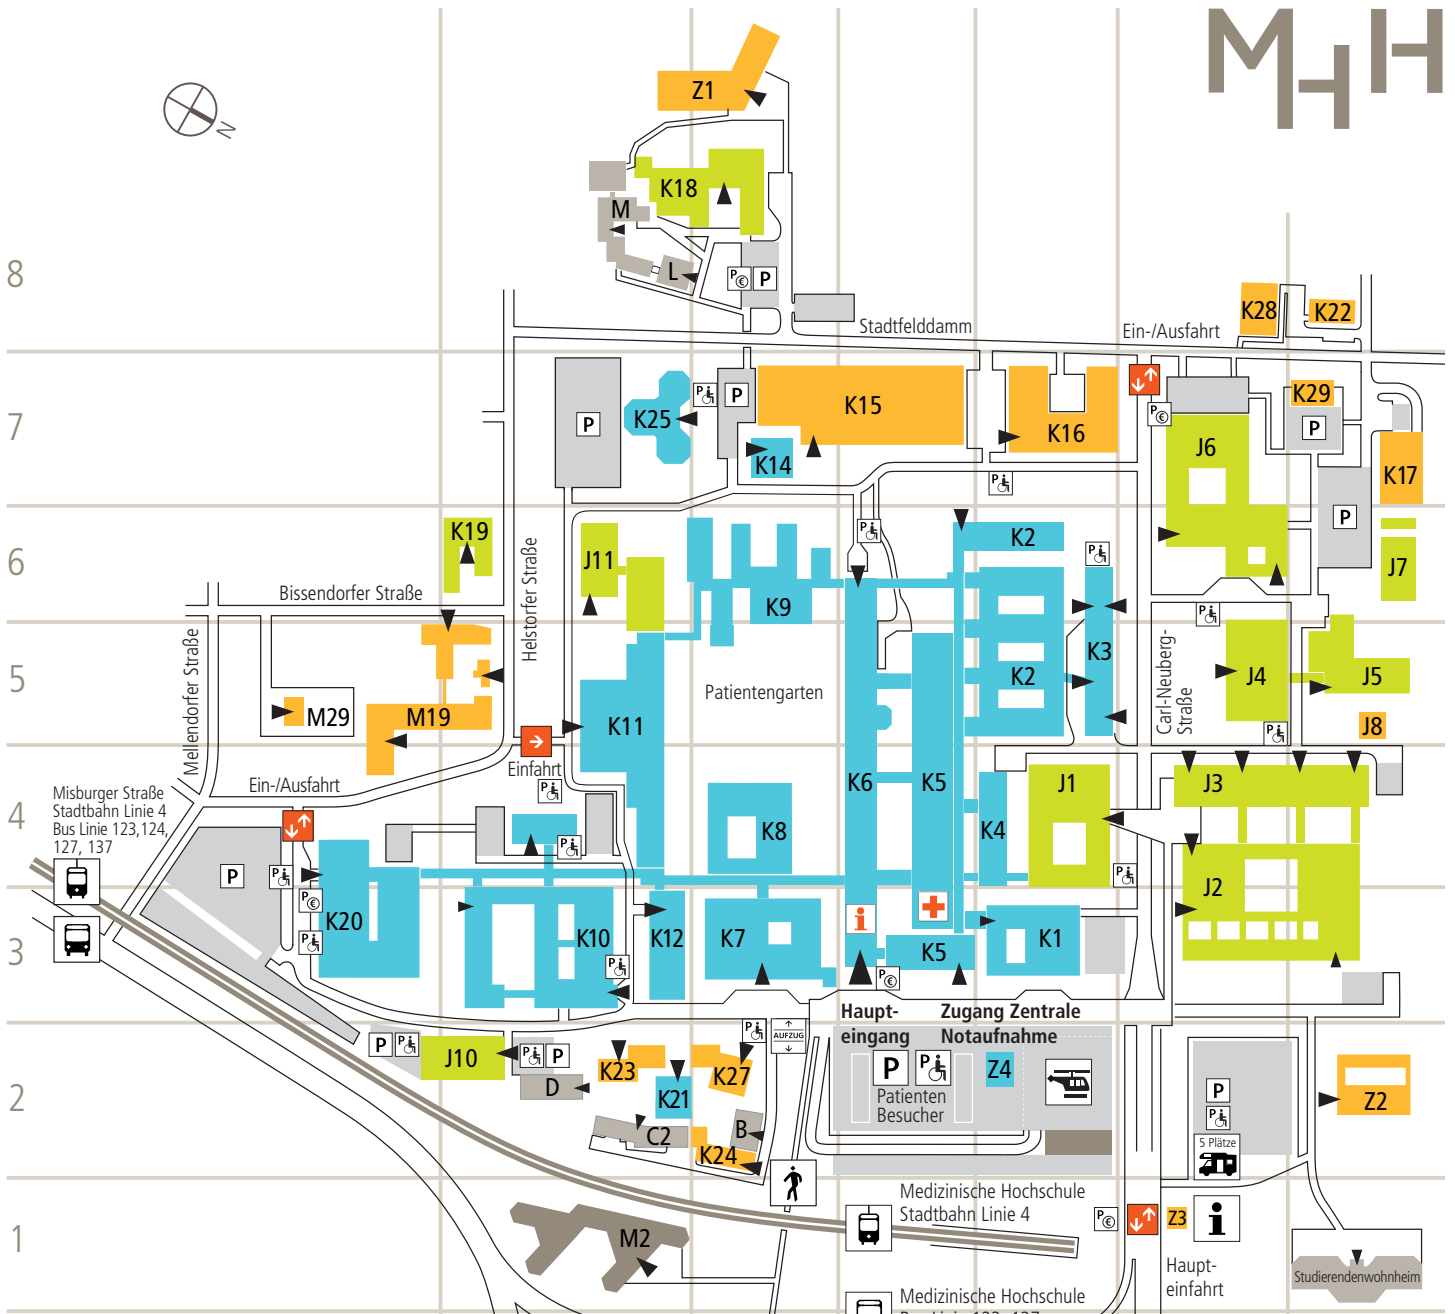 MHH
N
Z1
K18
M
L
P
€
P
8
Stadtfelddamm
Ein-/Ausfahrt
K28
K22
7
P
K25
P
P
K14
K15
K16
P
€
J6
K29
P
K17
P
P
P
6
K19
J11
K9
K2
P
J7
Bissendorfer Straße
Helstorfer Straße
Mellendorfer Straße
5
M29
M19
K11
Patientengarten
K2
K3
Carl-Neuberg-
Straße
P
J4
J5
J8
P
Einfahrt
Ein-/Ausfahrt
P
Misburger Straße
Stadtbahn Linie 4
Bus Linie 123,124,
127, 137
4
K8
K6
K5
K4
J1
J3
P
P
P
P
P
€
P
3
K20
K10
P
K12
K7
i
K5
K1
J2
P
€
Haupt-
eingang
Zugang Zentrale
Notaufnahme
P
P
J10
P
P
D
K23
K21
K27
P
AUFZUG
P
P
Patienten
Besucher
Z4
P
P
5 Plätze
Z2
2
C2
B
K24
1
M2
Medizinische Hochschule
Stadtbahn Linie 4
P
€
Z3
i
Haupt-
einfahrt
Studierendenwohnheim
Medizinische Hochschule